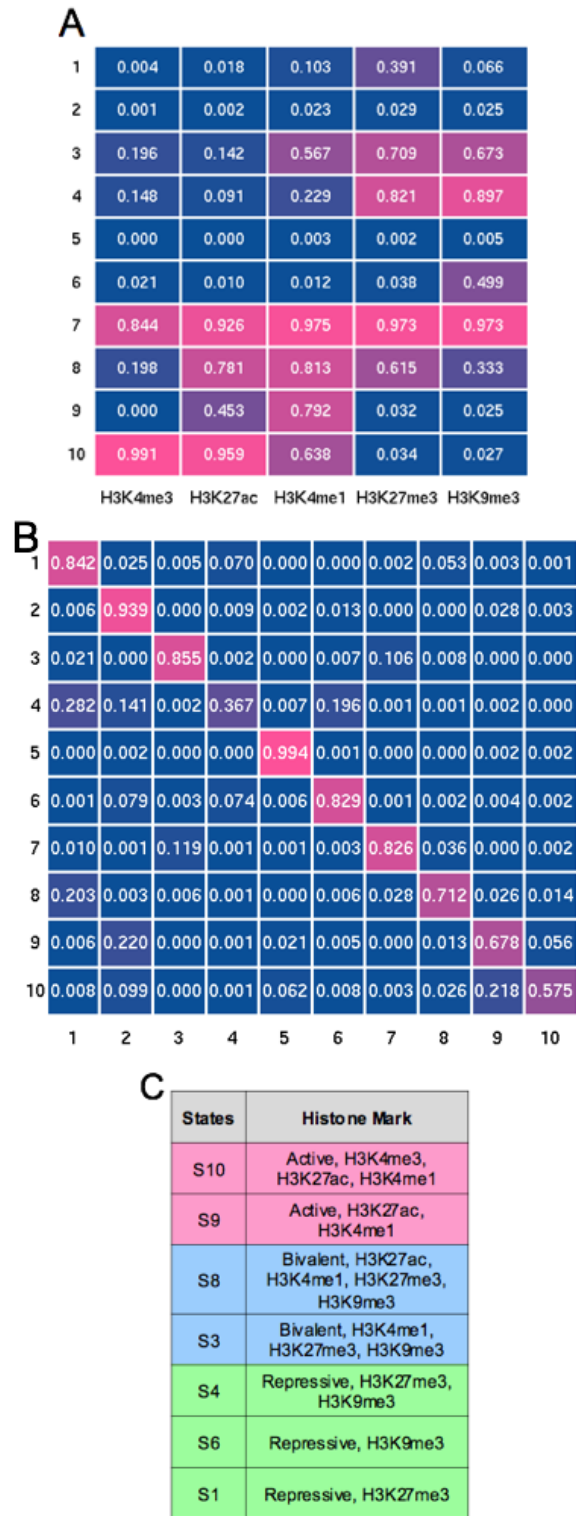 A
1 0.004 0.018 0.103 0.391 0.066
2 0.001 0.002 0.023 0.029 0.025
3 0.196 0.142 0.567 0.709 0.673
4 0.148 0.091 0.229 0.821 0.897
5 0.000 0.000 0.003 0.002 0.005
6 0.021 0.010 0.012 0.038 0.499
7 0.844 0.926 0.975 0.973 0.973
8 0.198 0.781 0.813 0.615 0.333
9 0.000 0.453 0.792 0.032 0.025
10 0.991 0.959 0.638 0.034 0.027
H3K4me3 H3K27ac H3K4me1 H3K27me3 H3K9me3
B
1 0.842 0.025 0.005 0.070 0.000 0.000 0.002 0.053 0.003 0.001
2 0.006 0.939 0.000 0.009 0.002 0.013 0.000 0.000 0.028 0.003
3 0.021 0.000 0.855 0.002 0.000 0.007 0.106 0.008 0.000 0.000
4 0.282 0.141 0.002 0.367 0.007 0.196 0.001 0.001 0.002 0.000
5 0.000 0.002 0.000 0.000 0.994 0.001 0.000 0.000 0.002 0.002
6 0.001 0.079 0.003 0.074 0.006 0.829 0.001 0.002 0.004 0.002
7 0.010 0.001 0.119 0.001 0.001 0.003 0.826 0.036 0.000 0.002
8 0.203 0.003 0.006 0.001 0.000 0.006 0.028 0.712 0.026 0.014
9 0.006 0.220 0.000 0.001 0.021 0.005 0.000 0.013 0.678 0.056
10 0.008 0.099 0.000 0.001 0.062 0.008 0.003 0.026 0.218 0.575
1 2 3 4 5 6 7 8 9 10
C
States Histone Mark
S10 Active, H3K4me3,
H3K27ac, H3K4me1
S9 Active, H3K27ac,
H3K4me1
S8 Bivalent, H3K27ac,
H3K4me1, H3K27me3,
H3K9me3
S3 Bivalent, H3K4me1,
H3K27me3, H3K9me3
S4 Repressive, H3K27me3,
H3K9me3
S6 Repressive, H3K9me3
S1 Repressive, H3K27me3